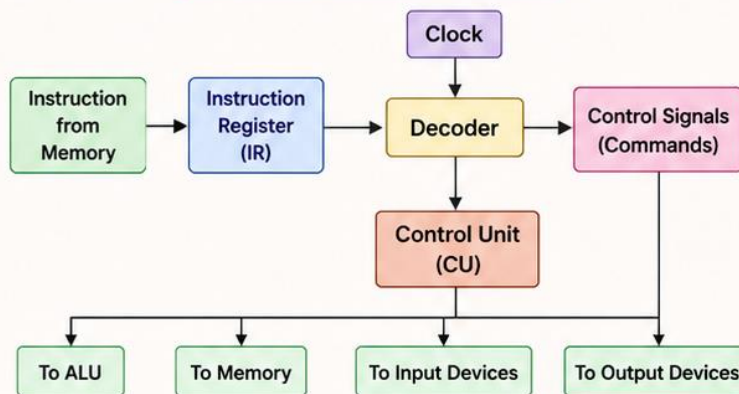 Clock
Instruction
from
Memory
Instruction
Register
(IR)
Decoder
Control Signals
(Commands)
Control Unit
(CU)
To ALU
To Memory
To Input Devices
To Output Devices